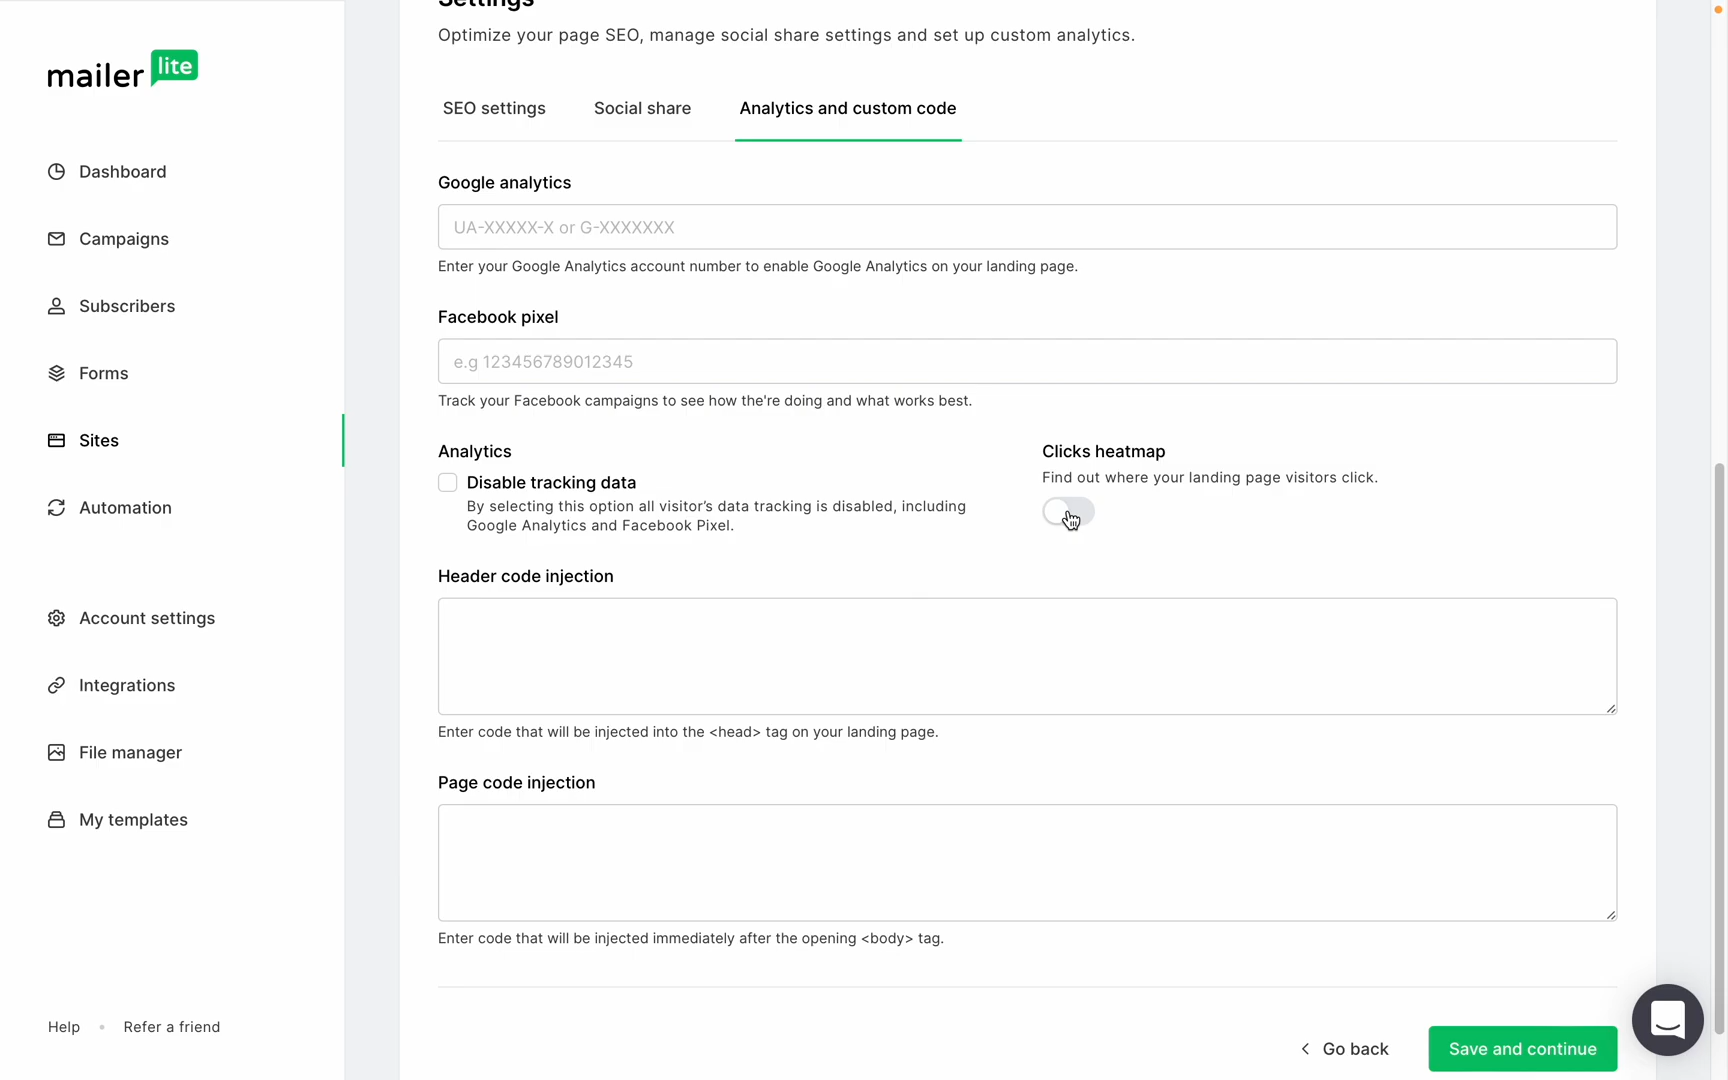 Settings
Optimize your page SEO, manage social share settings and set up custom analytics.
mailer lite
SEO settings
Social share
Analytics and custom code
Dashboard
Campaigns
Subscribers
Forms
Sites
Automation
Account settings
Integrations
File manager
My templates
Help • Refer a friend
Google analytics
UA-XXXXX-X or G-XXXXXXX
Enter your Google Analytics account number to enable Google Analytics on your landing page.
Facebook pixel
e.g 123456789012345
Track your Facebook campaigns to see how the're doing and what works best.
Analytics
Disable tracking data
By selecting this option all visitor’s data tracking is disabled, including
Google Analytics and Facebook Pixel.
Clicks heatmap
Find out where your landing page visitors click.
Header code injection
Enter code that will be injected into the <head> tag on your landing page.
Page code injection
Enter code that will be injected immediately after the opening <body> tag.
Go back
Save and continue